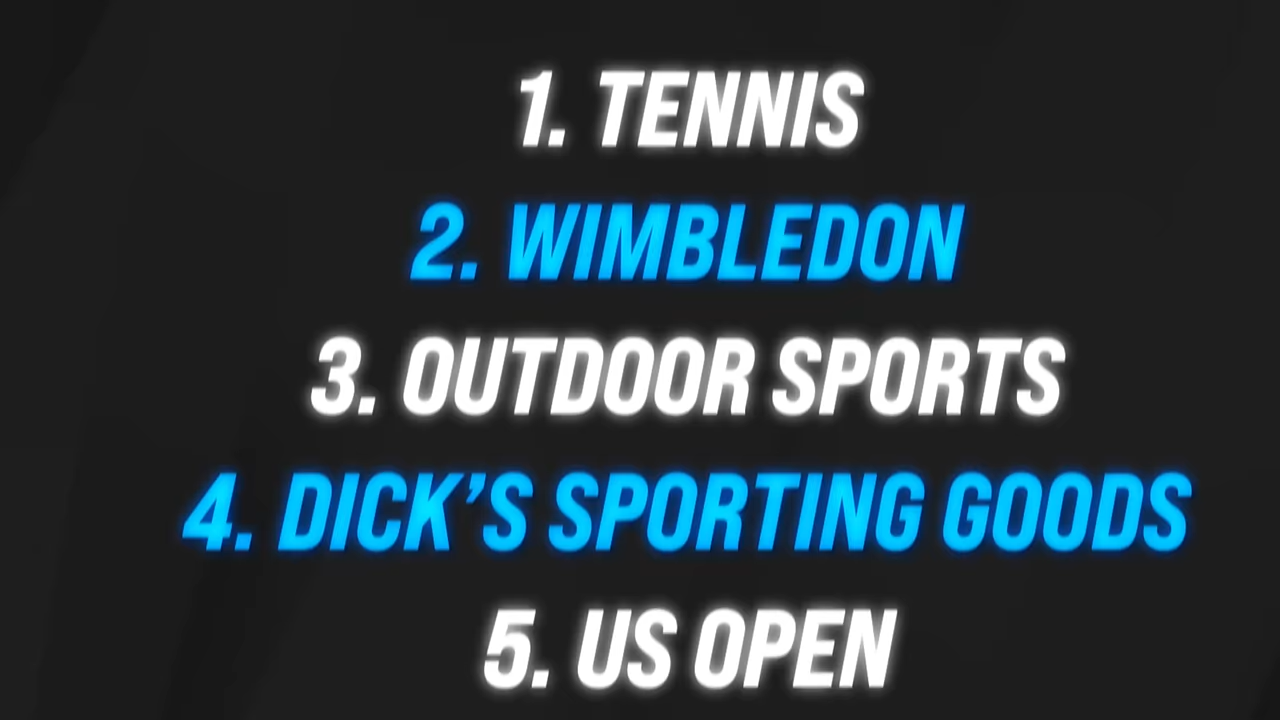 1. TENNIS
2. WIMBLEDON
3. OUTDOOR SPORTS
4. DICK’S SPORTING GOODS
5. US OPEN